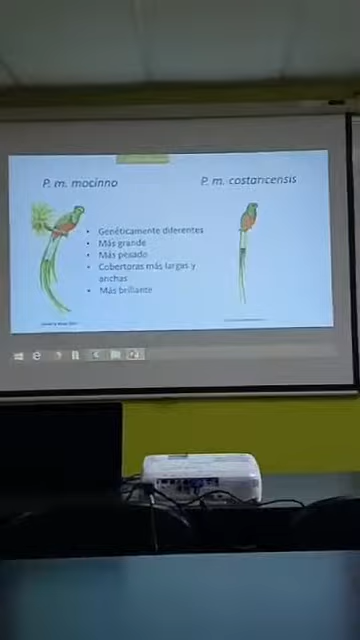 P. m. mocinno
P. m. costaricensis
• Genéticamente diferentes
• Más grande
• Más pesado
• Cobertoras más largas y
anchas
• Más brillante